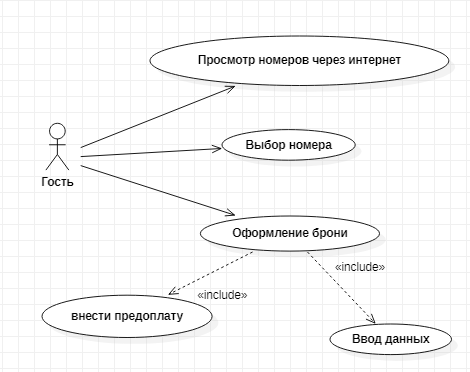 Просмотр номеров через интернет
Выбор номера
Гость
Оформление брони
«include»
«include»
внести предоплату
Ввод данных